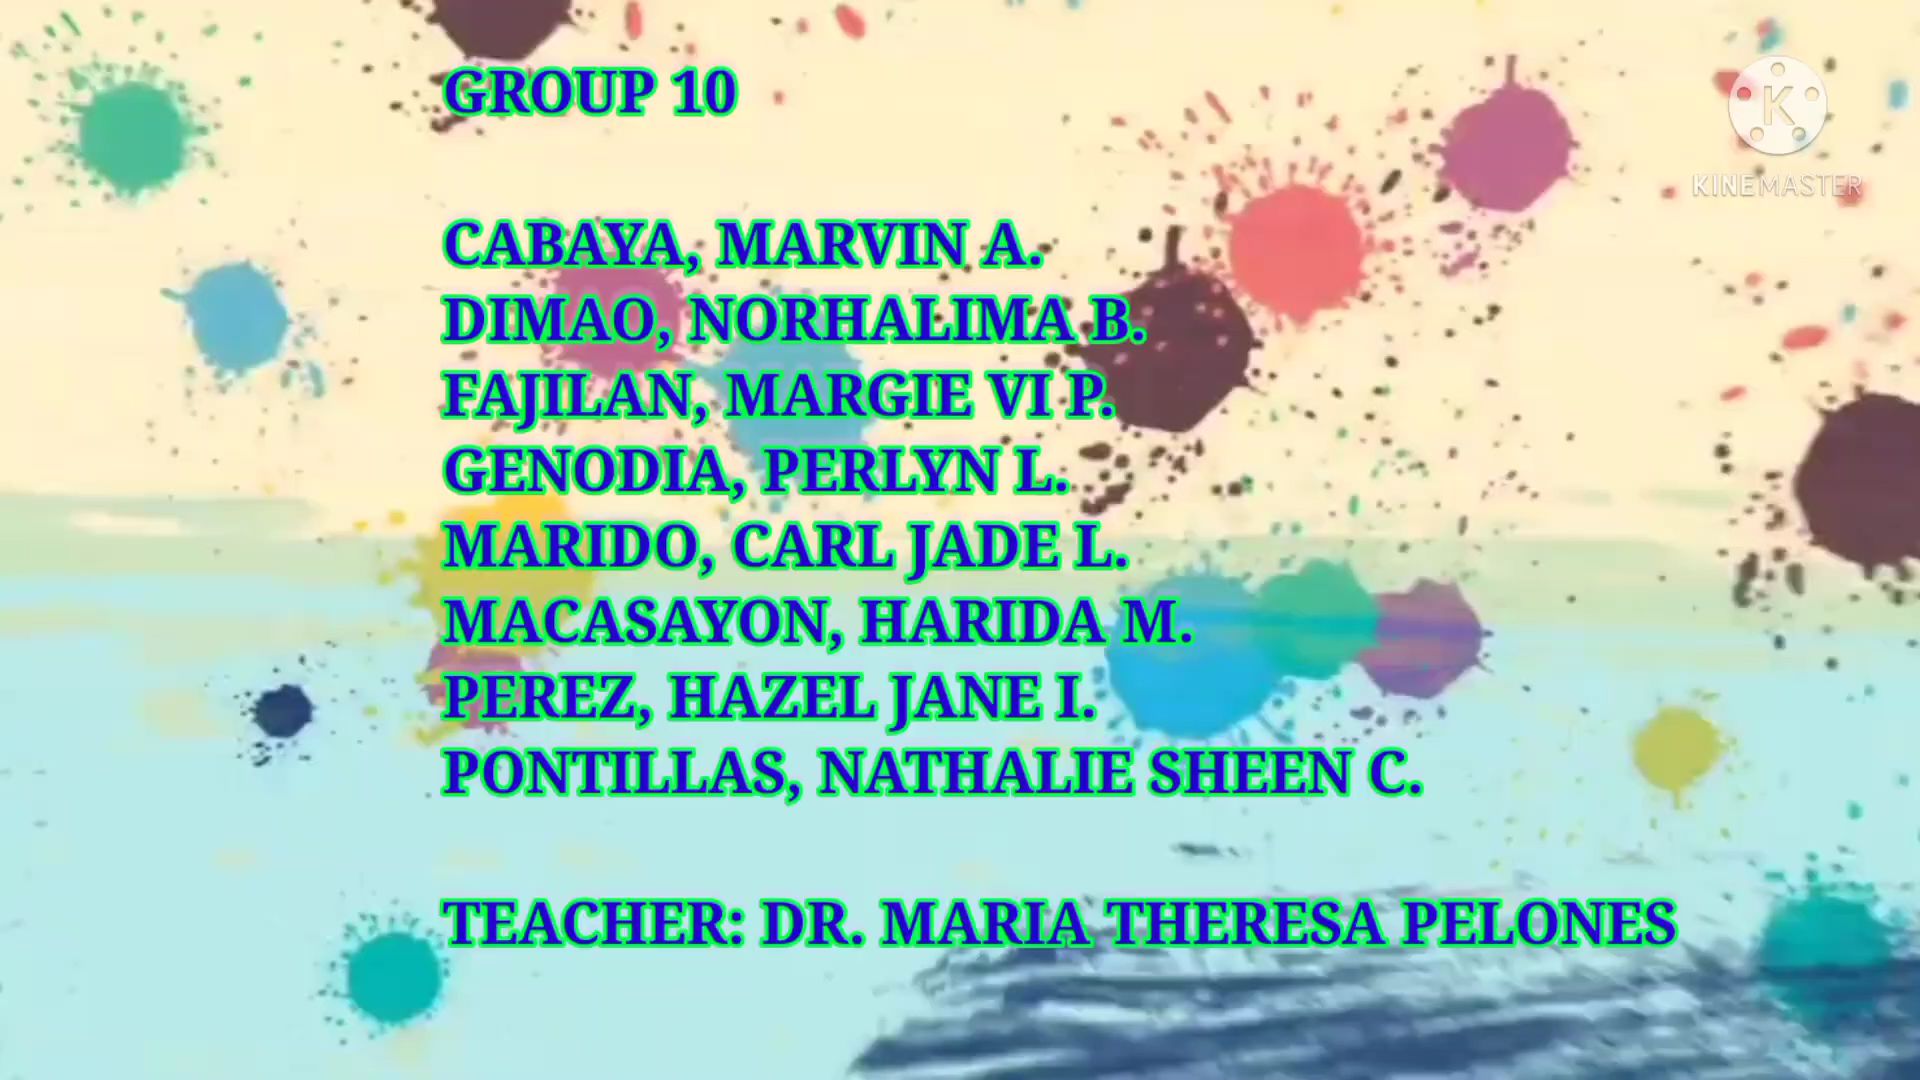 GROUP 10
CABAYA, MARVIN A.
DIMAO, NORHALIMA B.
FAJILAN, MARGIE VI P.
GENODIA, PERLYN L.
MARIDO, CARL JADE L.
MACASAYON, HARIDA M.
PEREZ, HAZEL JANE I.
PONTILLAS, NATHALIE SHEEN C.
TEACHER: DR. MARIA THERESA PELONES
K
KINEMASTER